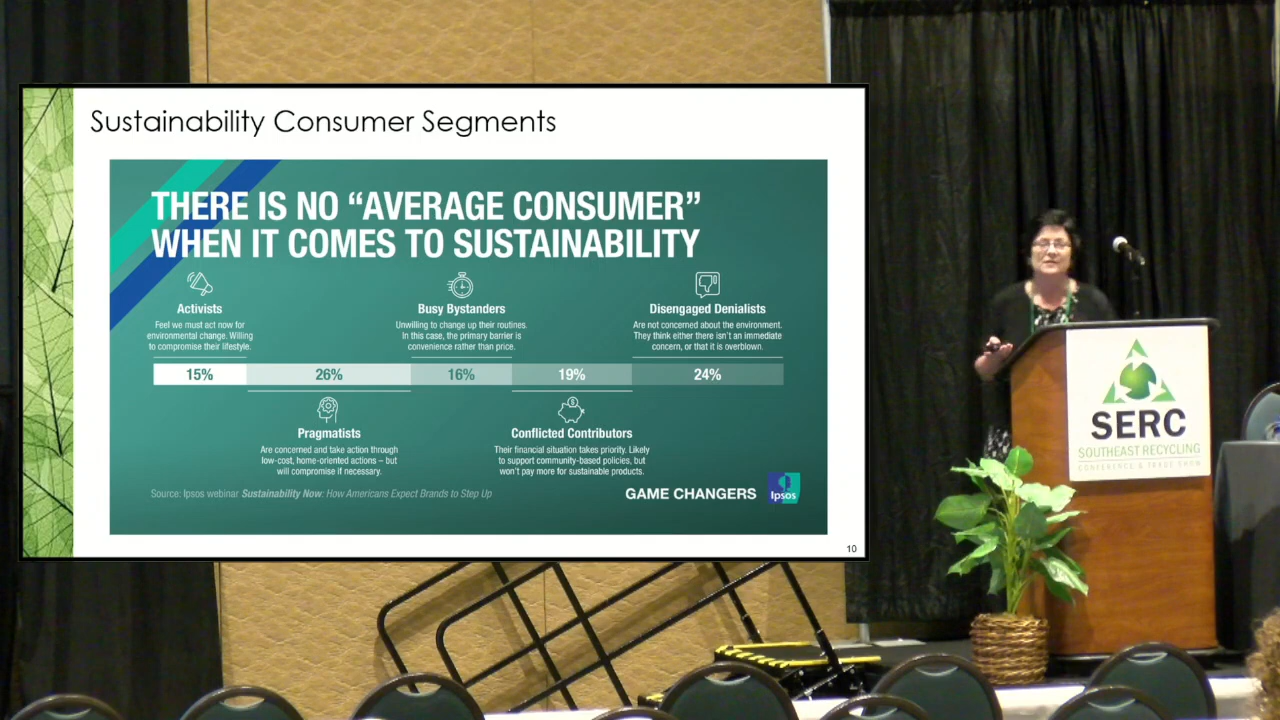 Sustainability Consumer Segments
THERE IS NO “AVERAGE CONSUMER”
WHEN IT COMES TO SUSTAINABILITY
Activists
Feel we must act now for
environmental change. Willing
to compromise their lifestyle.
Busy Bystanders
Unwilling to change up their routines.
In this case, the primary barrier is
convenience rather than price.
Disengaged Denialists
Are not concerned about the environment.
They think either there isn't an immediate
concern, or that it is overblown.
15%
26%
16%
19%
24%
Pragmatists
Are concerned and take action through
low-cost, home-oriented actions – but
will compromise if necessary.
Conflicted Contributors
Their financial situation takes priority. Likely
to support community-based policies, but
won't pay more for sustainable products.
Source: Ipsos webinar Sustainability Now: How Americans Expect Brands to Step Up
GAME CHANGERS
Ipsos
10
SERC
SOUTHEAST RECYCLING
CONFERENCE & TRADE SHOW